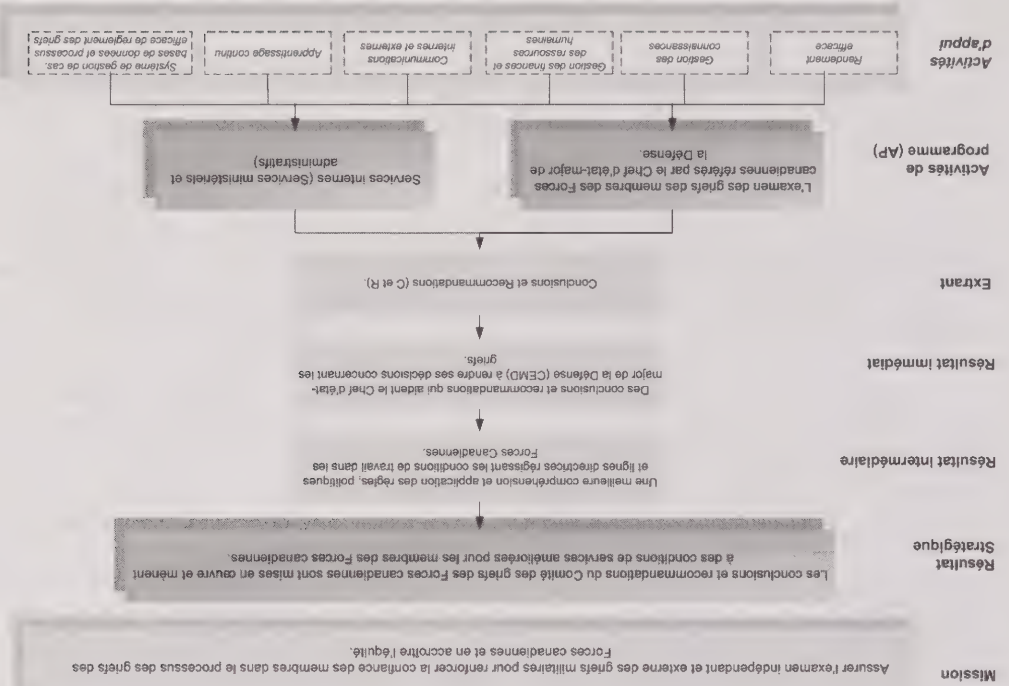 Mission
Assurer l'examen indépendant et externe des griefs militaires pour renforcer la confiance des membres dans le processus des griefs des
Forces canadiennes et en accroître l'équité.
Résultat
Stratégique
Les conclusions et recommandations du Comité des griefs des Forces canadiennes sont mises en œuvre et mènent
à des conditions de services améliorées pour les membres des Forces canadiennes.
Résultat intermédiaire
Une meilleure compréhension et application des règles, politiques
et lignes directrices régissant les conditions de travail dans les
Forces Canadiennes.
Résultat immédiat
Des conclusions et recommandations qui aident le Chef d'état-
major de la Défense (CEMD) à rendre ses décisions concernant les
griefs.
Extrant
Conclusions et Recommandations (C et R).
Activités de
programme (AP)
L'examen des griefs des membres des Forces
canadiennes référés par le Chef d'état-major de
la Défense.
Services internes (Services ministériels et
administratifs)
Activités
d'appui
Rendement
efficace
Gestion des
connaissances
Gestion des finances et
des ressources
humaines
Communications
internes et externes
Apprentissage continu
Système de gestion de cas,
bases de données et processus
efficace de règlement des griefs